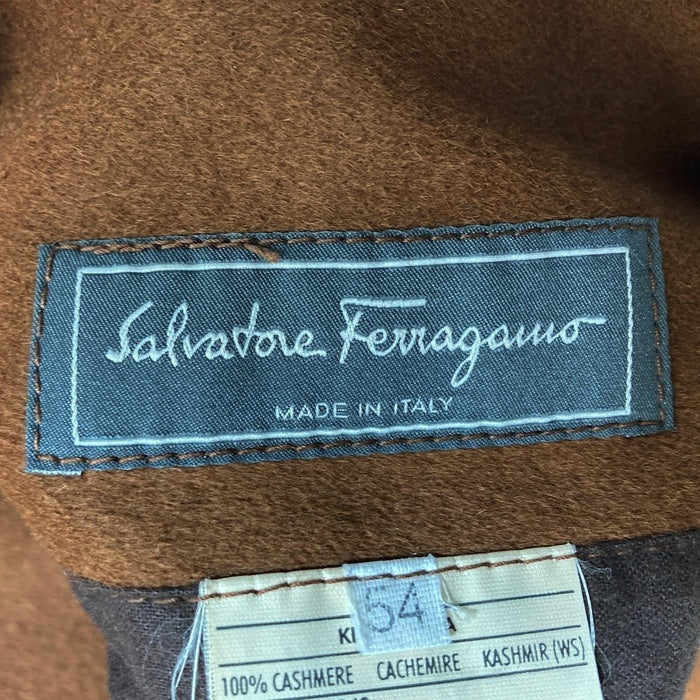 Salvatore Ferragamo
MADE IN ITALY
54
100% CASHMERE CACHEMIRE KASHMIR (WS)